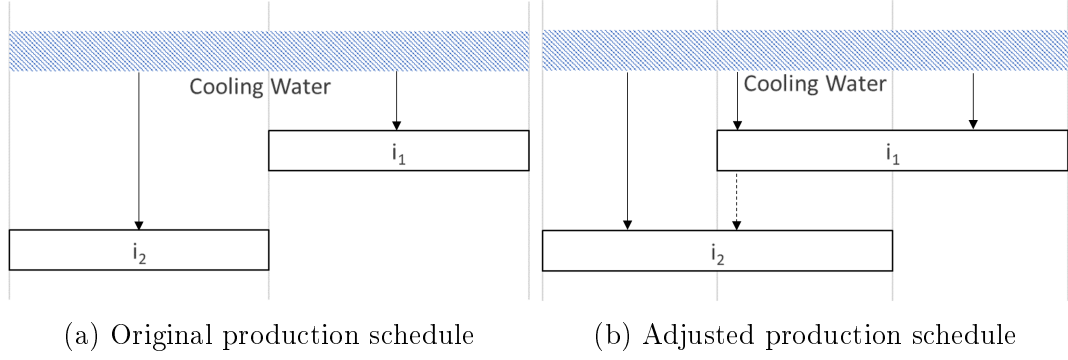 Cooling Water
i₁
i₂
(a) Original production schedule
Cooling Water
i₁
i₂
(b) Adjusted production schedule